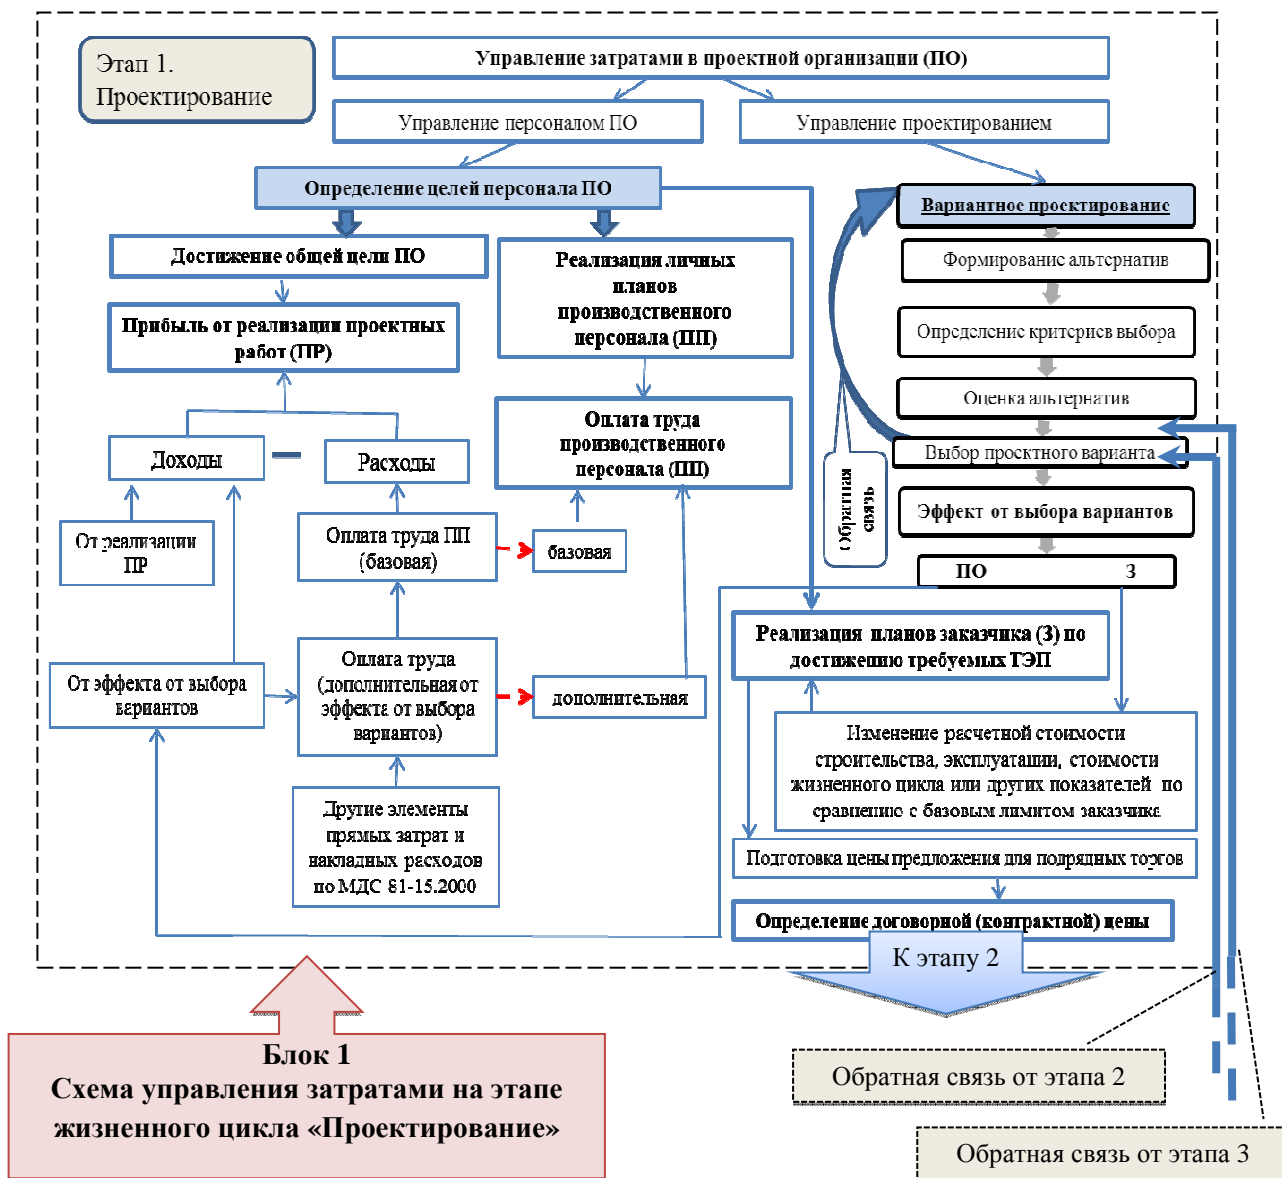 Этап 1.
Проектирование
Управление затратами в проектной организации (ПО)
Управление персоналом ПО
Управление проектированием
Определение целей персонала ПО
Вариантное проектирование
Достижение общей цели ПО
Реализация личных
планов
производственного
персонала (ПП)
Формирование альтернатив
Прибыль от реализации проектных
работ (ПР)
Определение критериев выбора
Оценка альтернатив
Оплата труда
производственного
персонала (ПП)
Доходы
Расходы
Выбор проектного варианта
Обратная
связь
Эффект от выбора вариантов
От реализации
ПР
Оплата труда ПП
(базовая)
базовая
ПО З
Реализация планов заказчика (З) по
достижению требуемых ТЭП
От эффекта от выбора
вариантов
Оплата труда
(дополнительная от
эффекта от выбора
вариантов)
дополнительная
Изменение расчетной стоимости
строительства, эксплуатации, стоимости
жизненного цикла или других показателей по
сравнению с базовым лимитом заказчика
Другие элементы
прямых затрат и
накладных расходов
по МДС 81-15.2000
Подготовка цены предложения для подрядных торгов
Определение договорной (контрактной) цены
К этапу 2
Блок 1
Схема управления затратами на этапе
жизненного цикла «Проектирование»
Обратная связь от этапа 2
Обратная связь от этапа 3